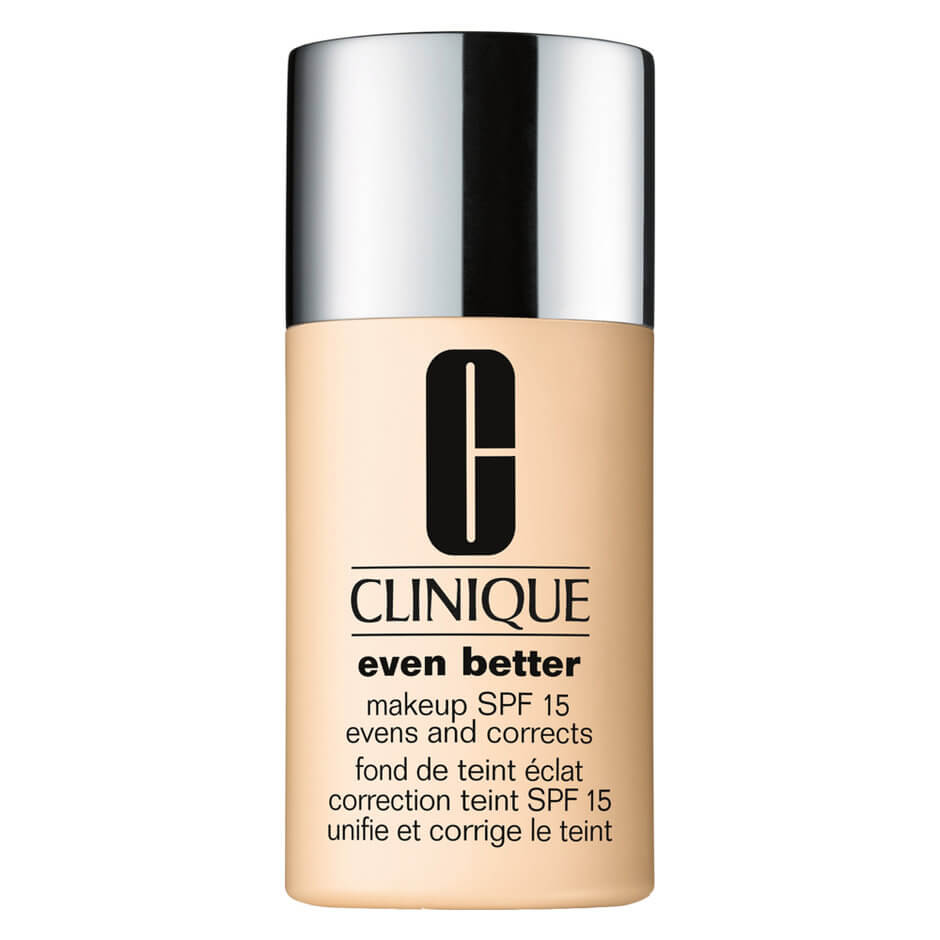 C
CLINIQUE
even better
makeup SPF 15
evens and corrects
fond de teint éclat
correction teint SPF 15
unifie et corrige le teint